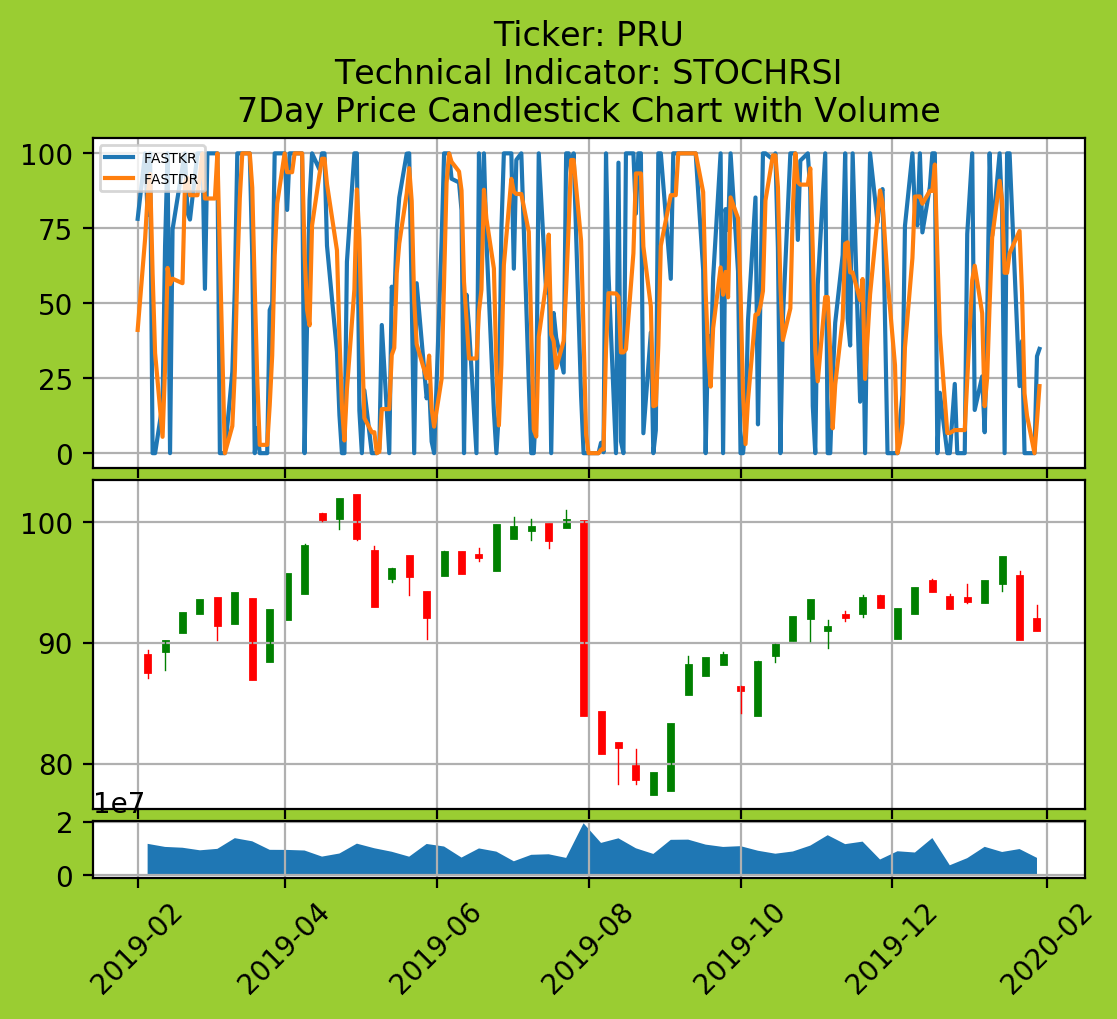 Ticker: PRU
Technical Indicator: STOCHRSI
7Day Price Candlestick Chart with Volume
100
75
50
25
0
FASTKR
FASTDR
100
90
80
1e7
2
0
2019-02
2019-04
2019-06
2019-08
2019-10
2019-12
2020-02